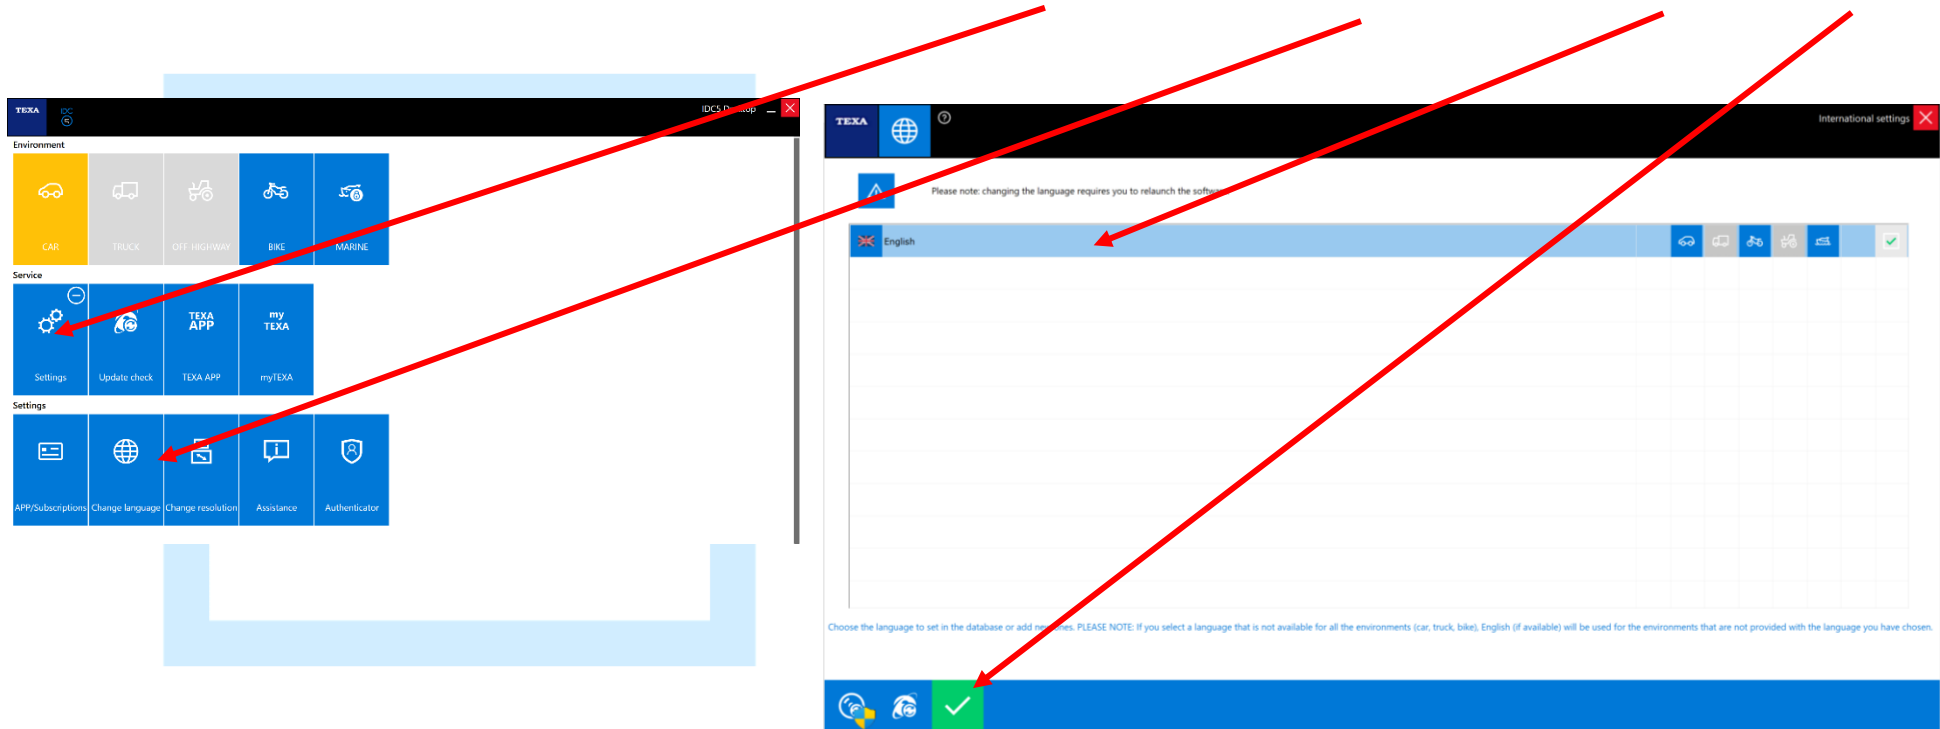 TEXA
IDC5 Desktop
Environment
CAR
TRUCK
OFF-HIGHWAY
BIKE
MARINE
Service
TEXA
APP
my
TEXA
Settings
Update check
TEXA APP
myTEXA
Settings
APP/Subscriptions
Change language
Change resolution
Assistance
Authenticator
TEXA
International settings
Please note: changing the language requires you to relaunch the software
English
Choose the language to set in the database or add new ones. PLEASE NOTE: If you select a language that is not available for all the environments (car, truck, bike), English (if available) will be used for the environments that are not provided with the language you have chosen.